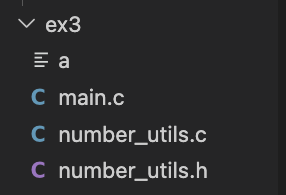 ex3
a
C main.c
C number_utils.c
C number_utils.h